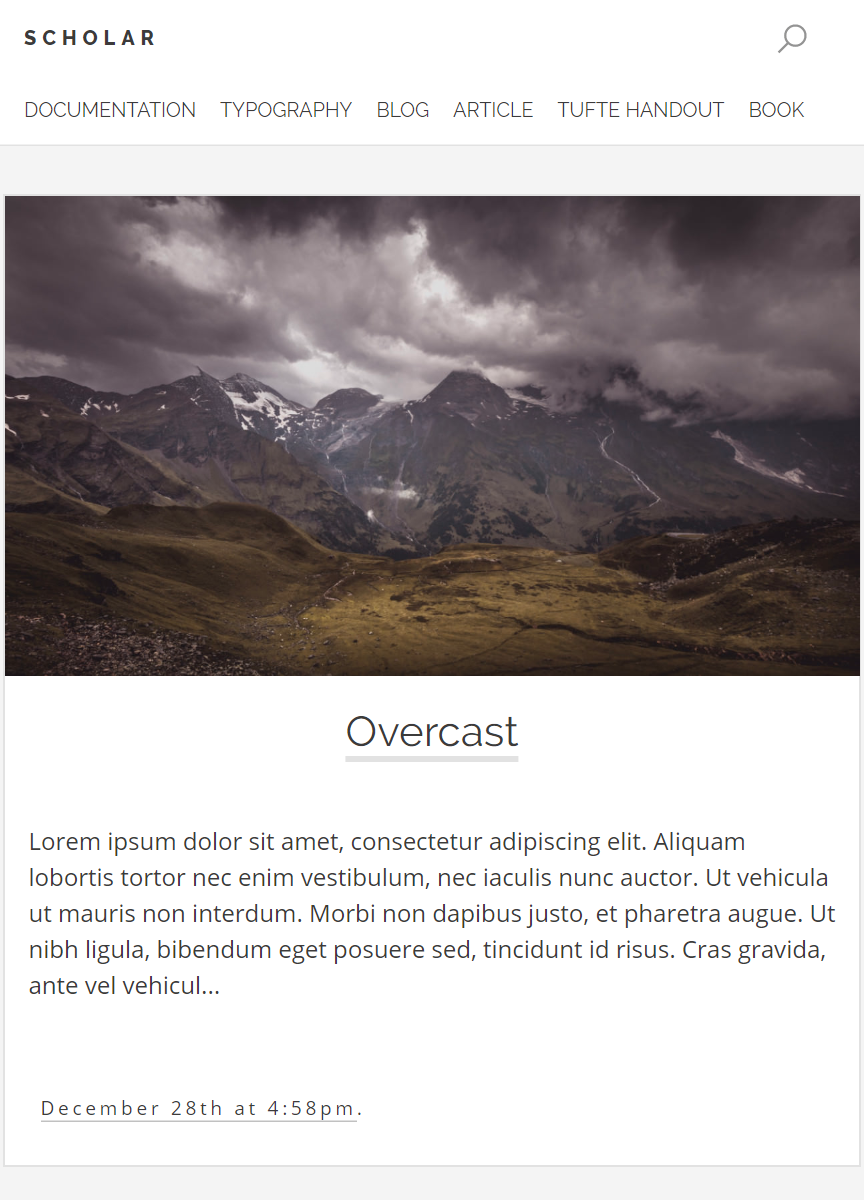 SCHOLAR
DOCUMENTATION TYPOGRAPHY BLOG ARTICLE TUFTE HANDOUT BOOK
Overcast
Lorem ipsum dolor sit amet, consectetur adipiscing elit. Aliquam
lobortis tortor nec enim vestibulum, nec iaculis nunc auctor. Ut vehicula
ut mauris non interdum. Morbi non dapibus justo, et pharetra augue. Ut
nibh ligula, bibendum eget posuere sed, tincidunt id risus. Cras gravida,
ante vel vehicul...
December 28th at 4:58pm.